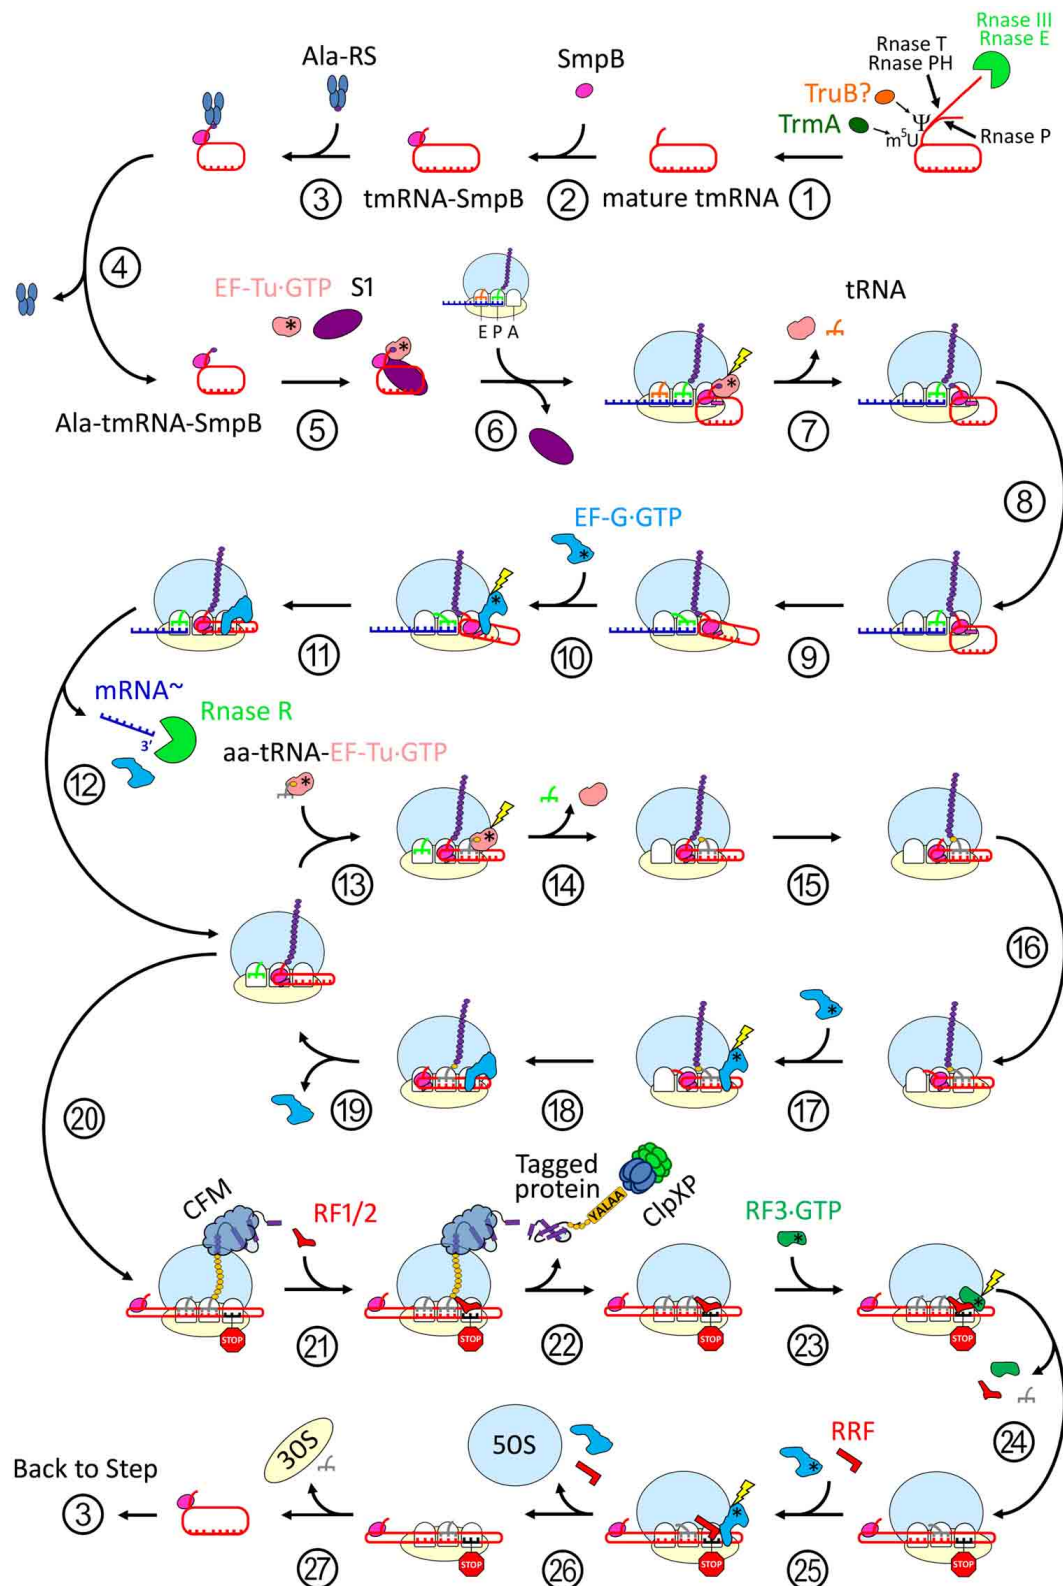 Rnase III
Rnase E
Rnase T
Rnase PH
Ala-RS
SmpB
TruB?
TrmA
Ψ
m⁵U
Rnase P
3
tmRNA-SmpB
2
mature tmRNA
1
4
EF-Tu·GTP
S1
*
*
E P A
tRNA
*
*
Ala-tmRNA-SmpB
5
6
7
8
EF-G·GTP
*
*
11
10
9
mRNA~
3'
Rnase R
12
aa-tRNA-EF-Tu·GTP
*
*
13
14
15
16
*
*
19
18
17
20
CFM
RF1/2
Tagged
protein
YALAA
ClpXP
RF3·GTP
*
*
STOP
STOP
STOP
STOP
21
22
23
24
30S
50S
RRF
*
*
Back to Step
3
STOP
STOP
STOP
27
26
25